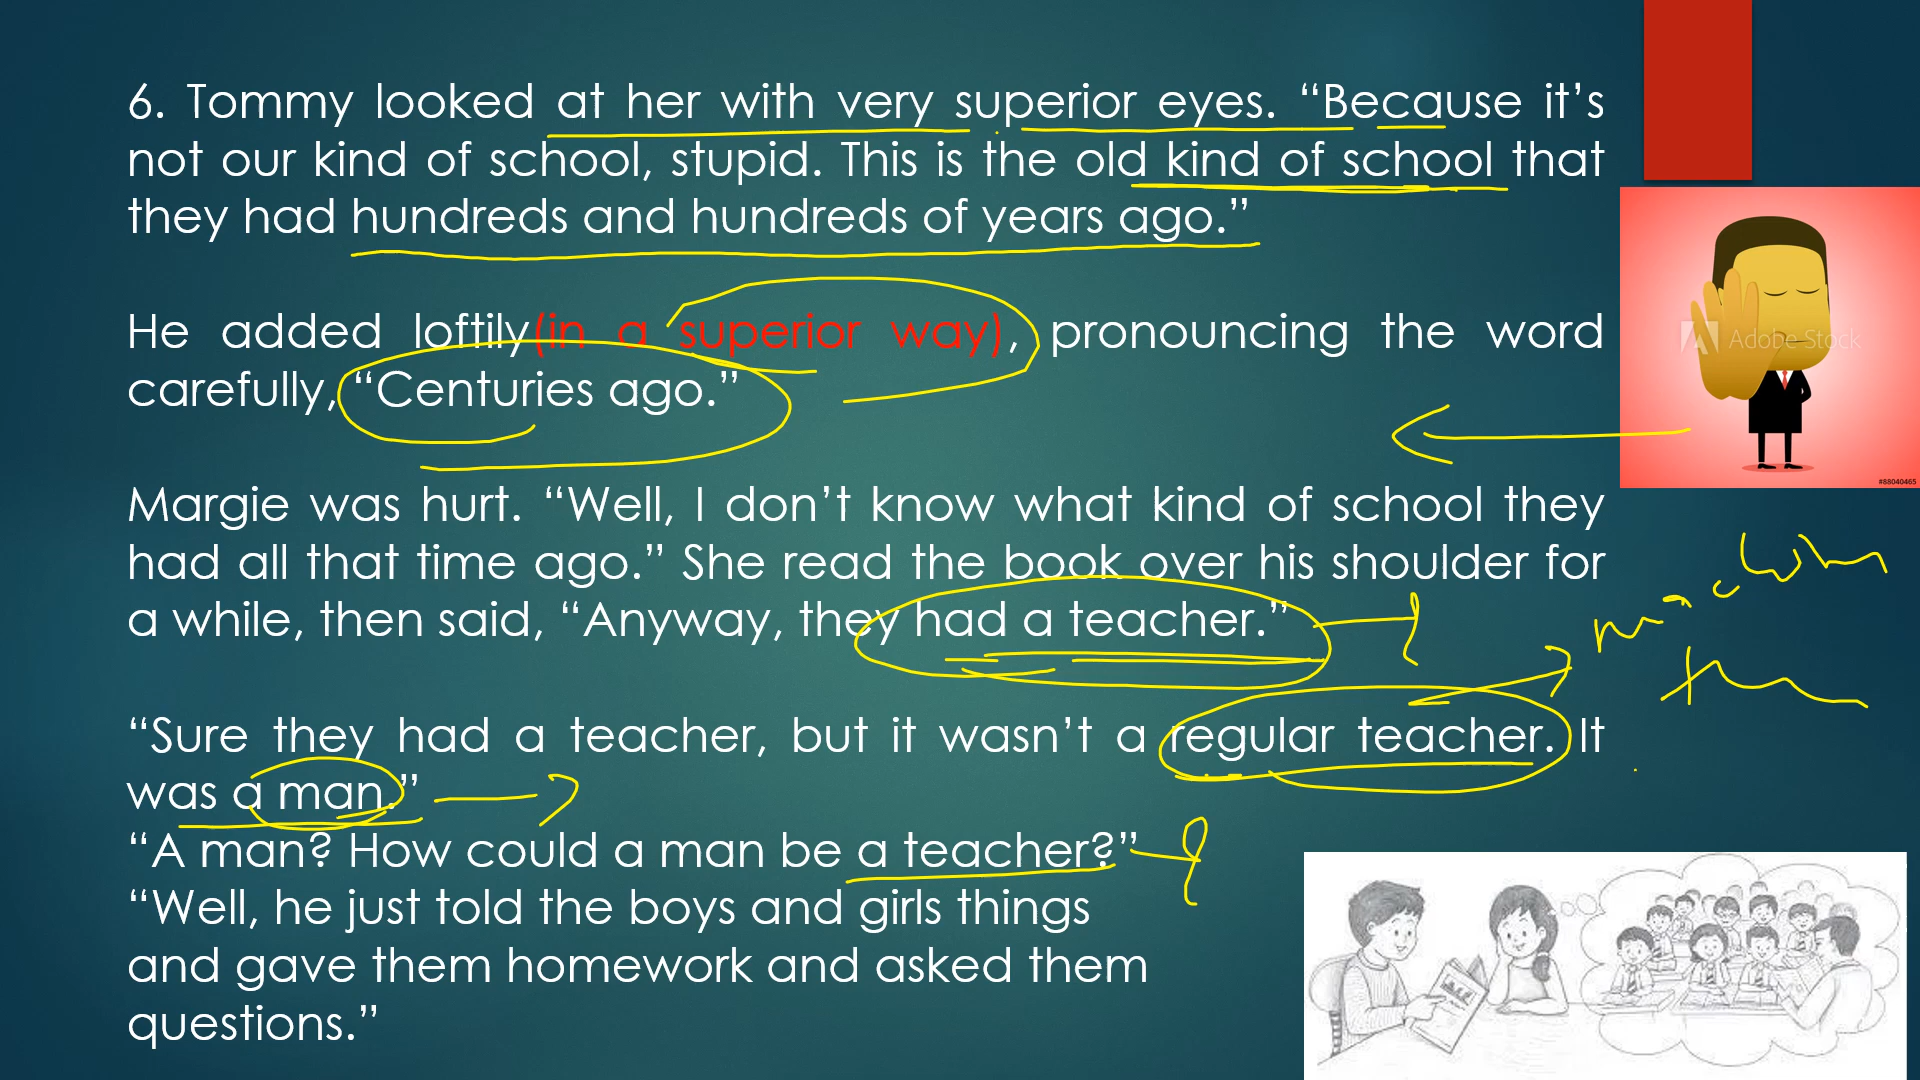 6. Tommy looked at her with very superior eyes. “Because it’s
not our kind of school, stupid. This is the old kind of school that
they had hundreds and hundreds of years ago.”
He added loftily(in a superior way), pronouncing the word
carefully, “Centuries ago.”
Adobe Stock
#88040465
Margie was hurt. “Well, I don’t know what kind of school they
had all that time ago.” She read the book over his shoulder for
a while, then said, “Anyway, they had a teacher.”
“Sure they had a teacher, but it wasn’t a regular teacher. It
was a man.”
“A man? How could a man be a teacher?”
“Well, he just told the boys and girls things
and gave them homework and asked them
questions.”